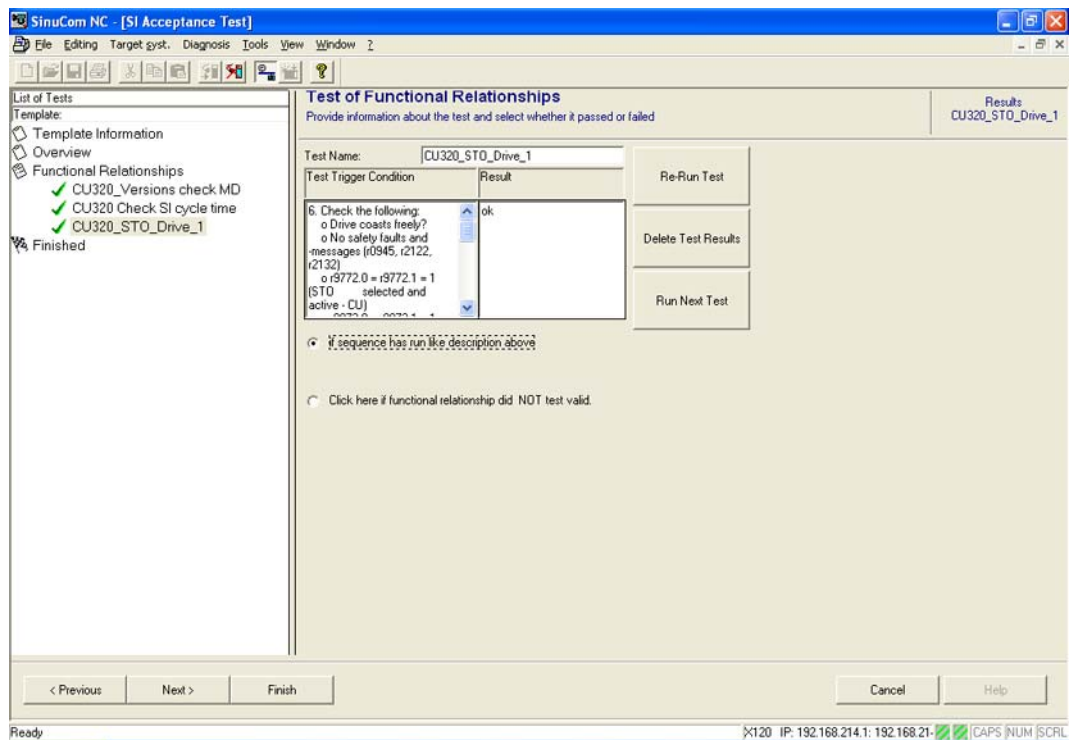 SinuCom NC - [SI Acceptance Test]
File Editing Target syst. Diagnosis Tools View Window ?
List of Tests
Template:
Template Information
Overview
Functional Relationships
CU320_Versions check MD
CU320 Check SI cycle time
CU320_STO_Drive_1
Finished
Test of Functional Relationships
Provide information about the test and select whether it passed or failed
Results
CU320_STO_Drive_1
Test Name: CU320_STO_Drive_1
Test Trigger Condition Result
6. Check the following:
o Drive coasts freely?
o No safety faults and
-messages (r0945, r2122,
r2132)
o r9772.0 = r9772.1 = 1
(STO selected and
active - CU)
ok
Re-Run Test
Delete Test Results
Run Next Test
if sequence has run like description above
Click here if functional relationship did NOT test valid.
< Previous Next > Finish Cancel Help
Ready X120 IP: 192.168.214.1: 192.168.21- CAPS NUM SCRL